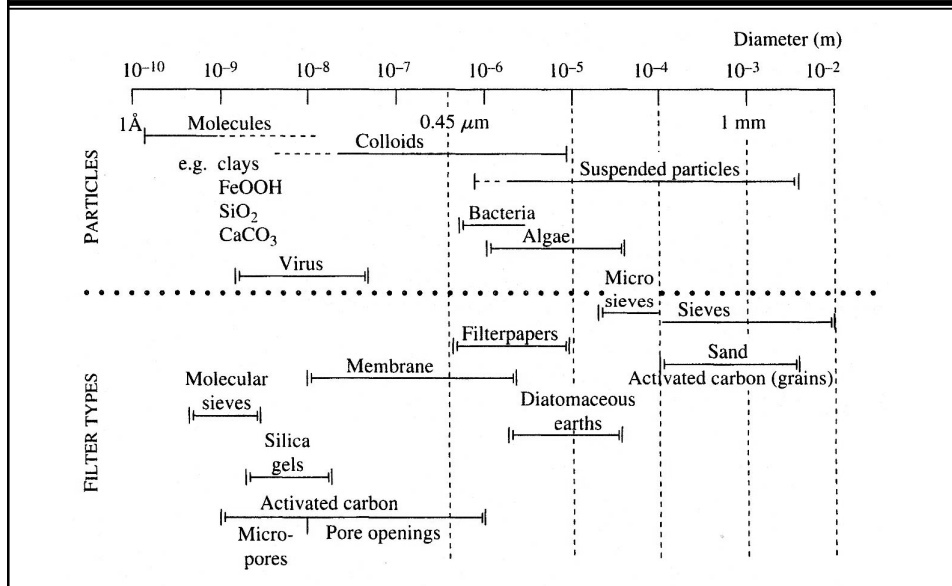 Diameter (m)
10⁻¹⁰ 10⁻⁹ 10⁻⁸ 10⁻⁷ 10⁻⁶ 10⁻⁵ 10⁻⁴ 10⁻³ 10⁻²
1Å Molecules 0.45 μm 1 mm
Colloids
e.g. clays
FeOOH
SiO₂
CaCO₃
Suspended particles
Bacteria
Algae
Virus
PARTICLES
Micro
sieves
Sieves
Filterpapers
Sand
Activated carbon (grains)
Membrane
Molecular
sieves
Diatomaceous
earths
Silica
gels
Activated carbon
Micro-
pores
Pore openings
FILTER TYPES